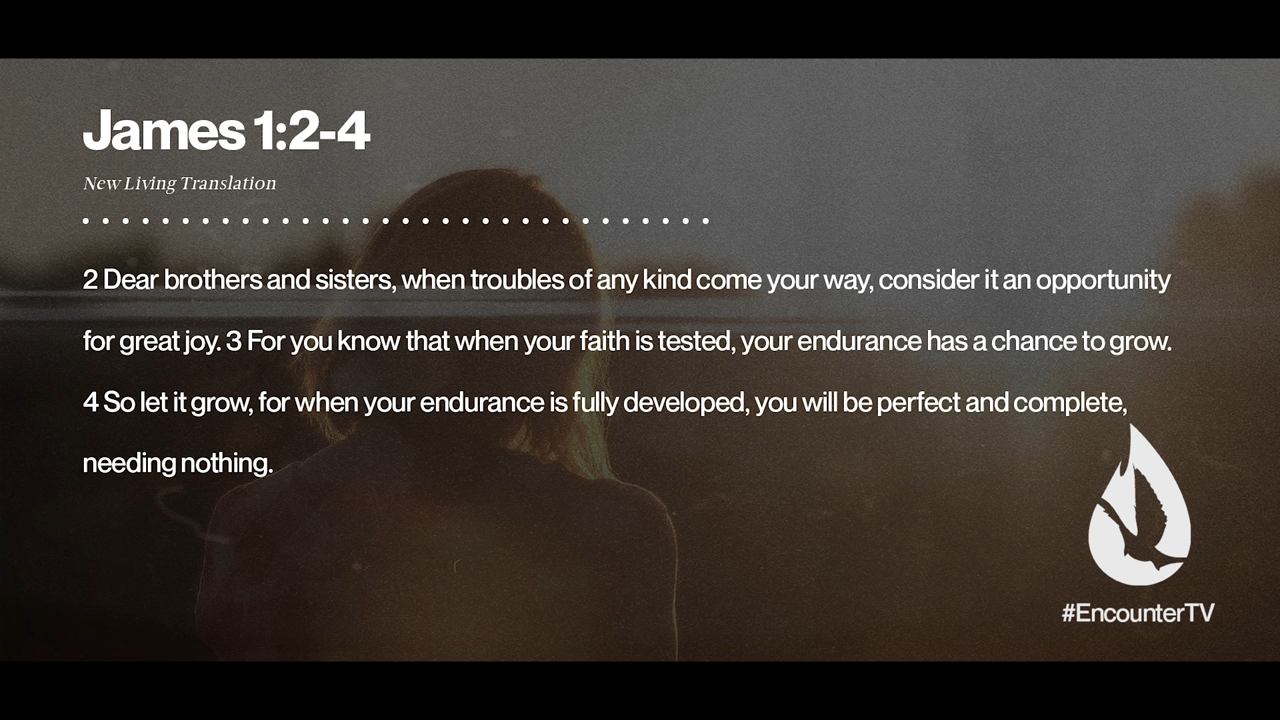 James 1:2-4
New Living Translation
2 Dear brothers and sisters, when troubles of any kind come your way, consider it an opportunity
for great joy. 3 For you know that when your faith is tested, your endurance has a chance to grow.
4 So let it grow, for when your endurance is fully developed, you will be perfect and complete,
needing nothing.
#EncounterTV